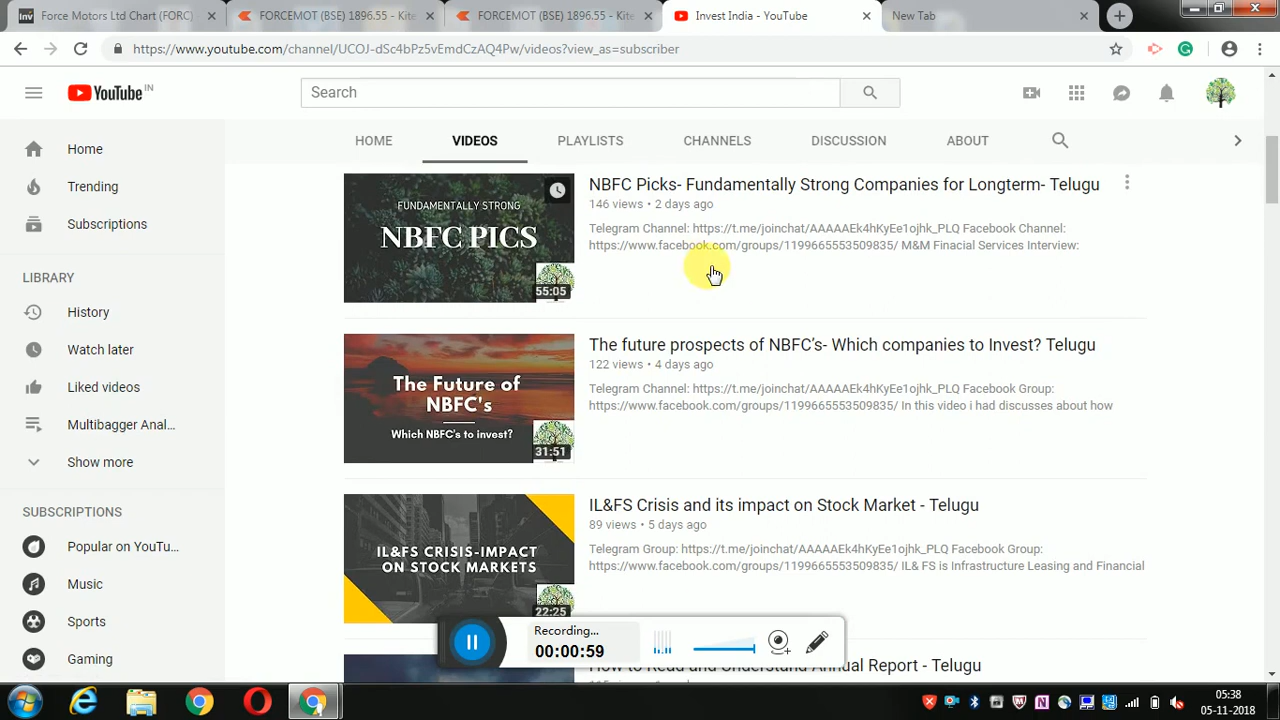 Force Motors Ltd Chart (FORC)
FORCEMOT (BSE) 1896.55 - Kite
FORCEMOT (BSE) 1896.55 - Kite
Invest India - YouTube
New Tab
https://www.youtube.com/channel/UCOJ-dSc4bPz5vEmdCzAQ4Pw/videos?view_as=subscriber
YouTube IN
Search
HOME
VIDEOS
PLAYLISTS
CHANNELS
DISCUSSION
ABOUT
Home
Trending
Subscriptions
LIBRARY
History
Watch later
Liked videos
Multibagger Anal...
Show more
SUBSCRIPTIONS
Popular on YouTu...
Music
Sports
Gaming
FUNDAMENTALLY STRONG
NBFC PICS
55:05
NBFC Picks- Fundamentally Strong Companies for Longterm- Telugu
146 views • 2 days ago
Telegram Channel: https://t.me/joinchat/AAAAAEk4hKyEe1ojhk_PLQ Facebook Channel:
https://www.facebook.com/groups/1199665553509835/ M&M Finacial Services Interview:
The Future of
NBFC's
Which NBFC's to invest?
31:51
The future prospects of NBFC's- Which companies to Invest? Telugu
122 views • 4 days ago
Telegram Channel: https://t.me/joinchat/AAAAAEk4hKyEe1ojhk_PLQ Facebook Group:
https://www.facebook.com/groups/1199665553509835/ In this video i had discusses about how
IL&FS CRISIS-IMPACT
ON STOCK MARKETS
22:25
IL&FS Crisis and its impact on Stock Market - Telugu
89 views • 5 days ago
Telegram Group: https://t.me/joinchat/AAAAAEk4hKyEe1ojhk_PLQ Facebook Group:
https://www.facebook.com/groups/1199665553509835/ IL& FS is Infrastructure Leasing and Financial
How to Read and Understand Annual Report - Telugu
Recording...
00:00:59
05:38
05-11-2018